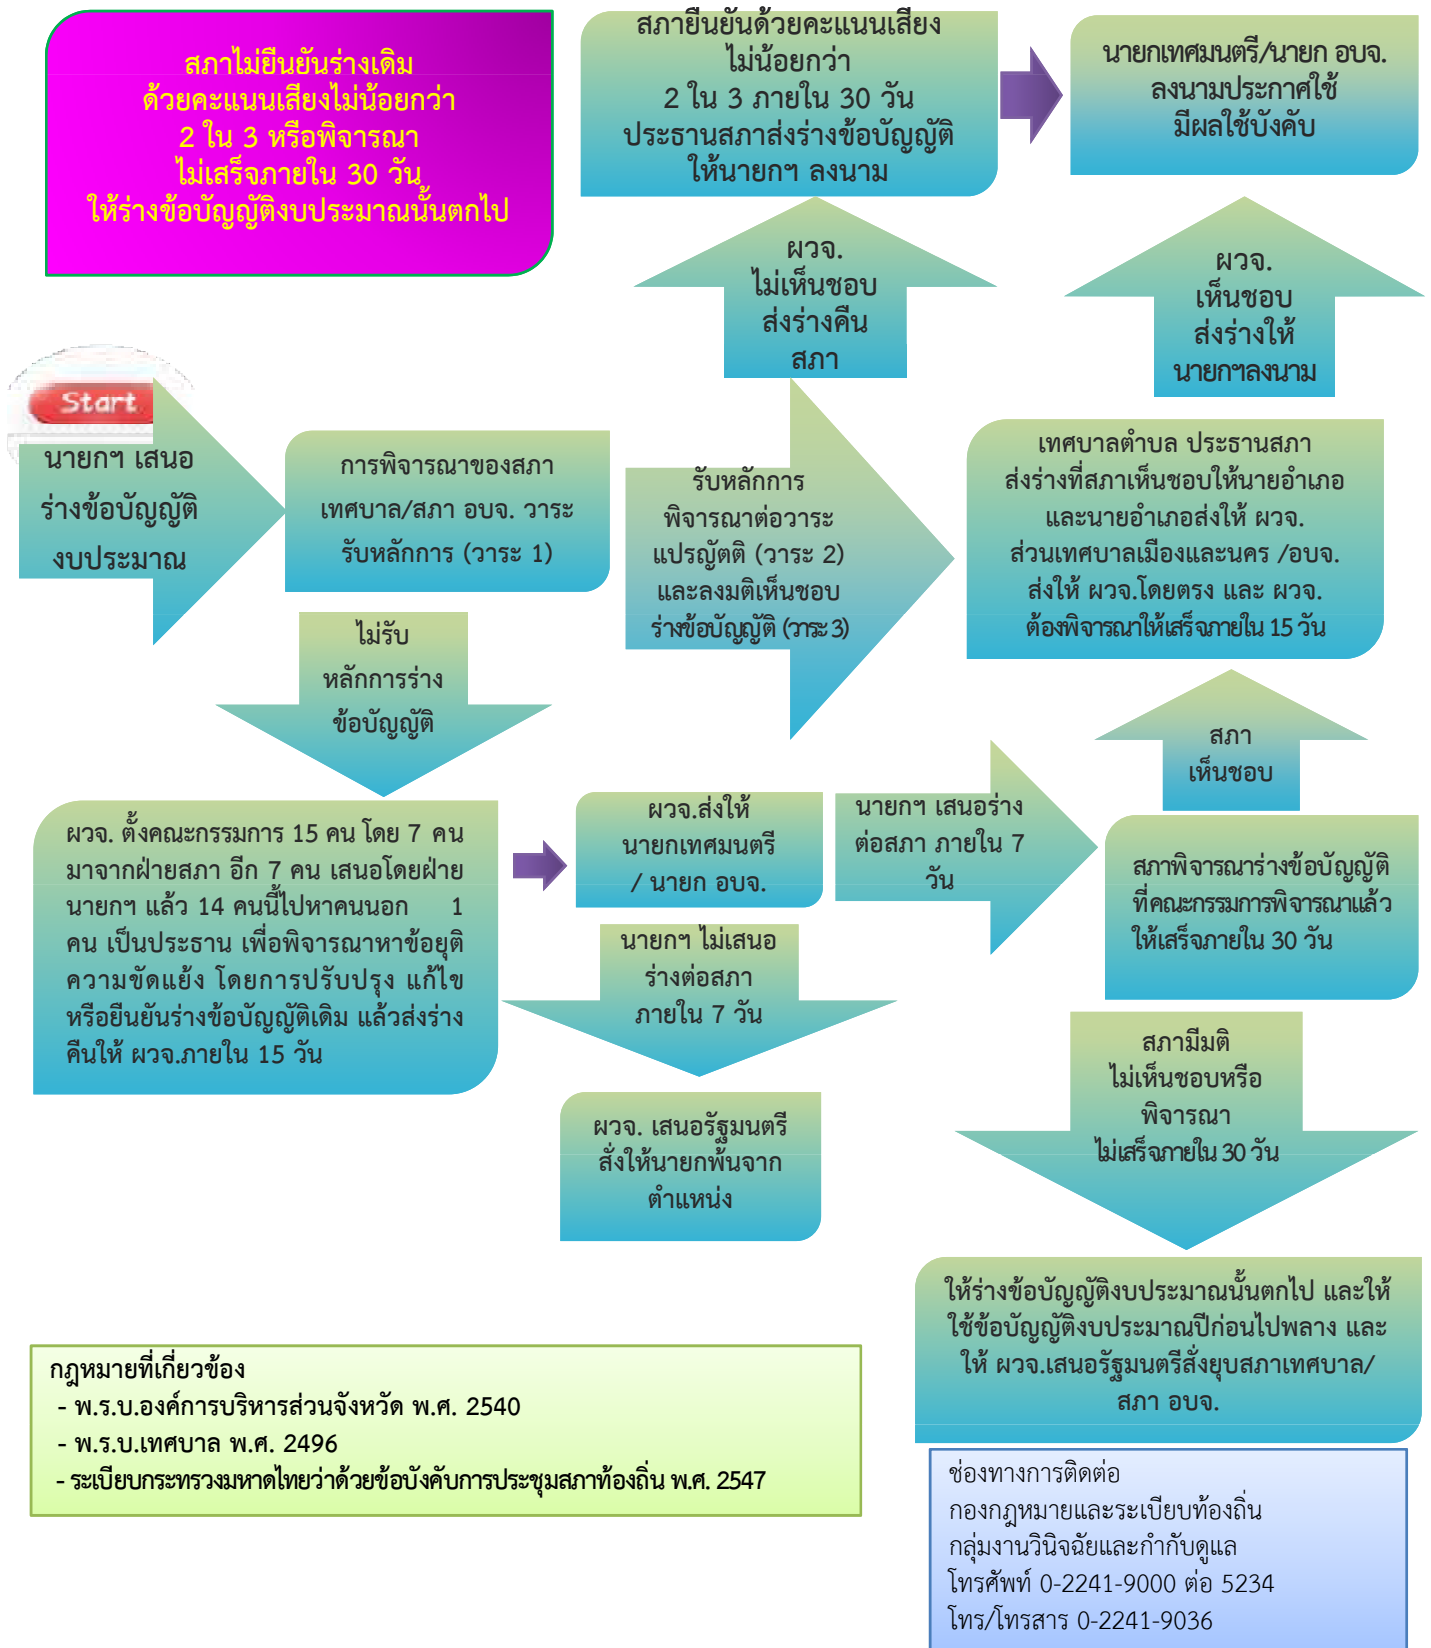 สภาไม่ยืนยันร่างเดิม
ด้วยคะแนนเสียงไม่น้อยกว่า
2 ใน 3 หรือพิจารณา
ไม่เสร็จภายใน 30 วัน
ให้ร่างข้อบัญญัติงบประมาณนั้นตกไป
สภายืนยันด้วยคะแนนเสียง
ไม่น้อยกว่า
2 ใน 3 ภายใน 30 วัน
ประธานสภาส่งร่างข้อบัญญัติ
ให้นายกฯ ลงนาม
นายกเทศมนตรี/นายก อบจ.
ลงนามประกาศใช้
มีผลใช้บังคับ
ผวจ.
ไม่เห็นชอบ
ส่งร่างคืน
สภา
ผวจ.
เห็นชอบ
ส่งร่างให้
นายกฯลงนาม
Start
นายกฯ เสนอ
ร่างข้อบัญญัติ
งบประมาณ
การพิจารณาของสภา
เทศบาล/สภา อบจ. วาระ
รับหลักการ (วาระ 1)
รับหลักการ
พิจารณาต่อวาระ
แปรญัตติ (วาระ 2)
และลงมติเห็นชอบ
ร่างข้อบัญญัติ (วาระ 3)
เทศบาลตำบล ประธานสภา
ส่งร่างที่สภาเห็นชอบให้นายอำเภอ
และนายอำเภอส่งให้ ผวจ.
ส่วนเทศบาลเมืองและนคร /อบจ.
ส่งให้ ผวจ.โดยตรง และ ผวจ.
ต้องพิจารณาให้เสร็จภายใน 15 วัน
ไม่รับ
หลักการร่าง
ข้อบัญญัติ
สภา
เห็นชอบ
ผวจ. ตั้งคณะกรรมการ 15 คน โดย 7 คน
มาจากฝ่ายสภา อีก 7 คน เสนอโดยฝ่าย
นายกฯ แล้ว 14 คนนี้ไปหาคนนอก 1
คน เป็นประธาน เพื่อพิจารณาหาข้อยุติ
ความขัดแย้ง โดยการปรับปรุง แก้ไข
หรือยืนยันร่างข้อบัญญัติเดิม แล้วส่งร่าง
คืนให้ ผวจ.ภายใน 15 วัน
ผวจ.ส่งให้
นายกเทศมนตรี
/ นายก อบจ.
นายกฯ เสนอร่าง
ต่อสภา ภายใน 7
วัน
สภาพิจารณาร่างข้อบัญญัติ
ที่คณะกรรมการพิจารณาแล้ว
ให้เสร็จภายใน 30 วัน
นายกฯ ไม่เสนอ
ร่างต่อสภา
ภายใน 7 วัน
สภามีมติ
ไม่เห็นชอบหรือ
พิจารณา
ไม่เสร็จภายใน 30 วัน
ผวจ. เสนอรัฐมนตรี
สั่งให้นายกพ้นจาก
ตำแหน่ง
ให้ร่างข้อบัญญัติงบประมาณนั้นตกไป และให้
ใช้ข้อบัญญัติงบประมาณปีก่อนไปพลาง และ
ให้ ผวจ.เสนอรัฐมนตรีสั่งยุบสภาเทศบาล/
สภา อบจ.
กฎหมายที่เกี่ยวข้อง
- พ.ร.บ.องค์การบริหารส่วนจังหวัด พ.ศ. 2540
- พ.ร.บ.เทศบาล พ.ศ. 2496
- ระเบียบกระทรวงมหาดไทยว่าด้วยข้อบังคับการประชุมสภาท้องถิ่น พ.ศ. 2547
ช่องทางการติดต่อ
กองกฎหมายและระเบียบท้องถิ่น
กลุ่มงานวินิจฉัยและกำกับดูแล
โทรศัพท์ 0-2241-9000 ต่อ 5234
โทร/โทรสาร 0-2241-9036